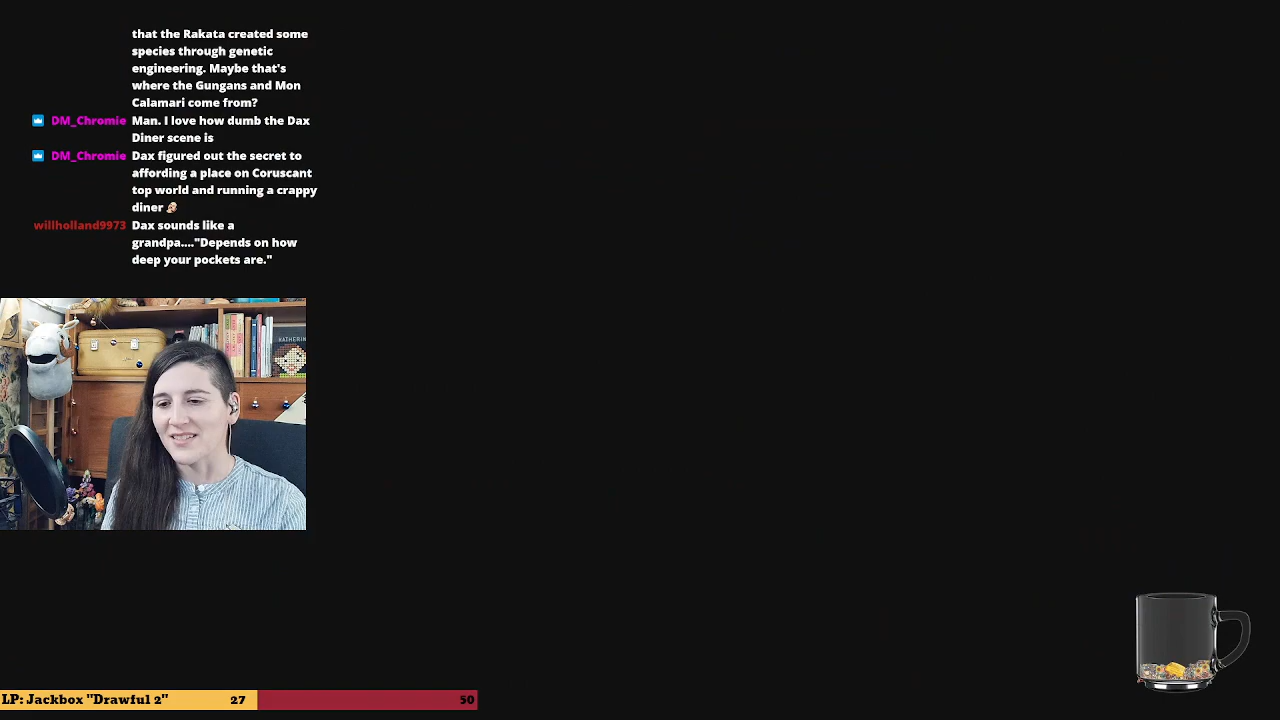 that the Rakata created some
species through genetic
engineering. Maybe that's
where the Gungans and Mon
Calamari come from?
DM_Chromie Man. I love how dumb the Dax
Diner scene is
DM_Chromie Dax figured out the secret to
affording a place on Coruscant
top world and running a crappy
diner
willholland9973 Dax sounds like a
grandpa...."Depends on how
deep your pockets are."
KATHERIN
LP: Jackbox "Drawful 2" 27 50